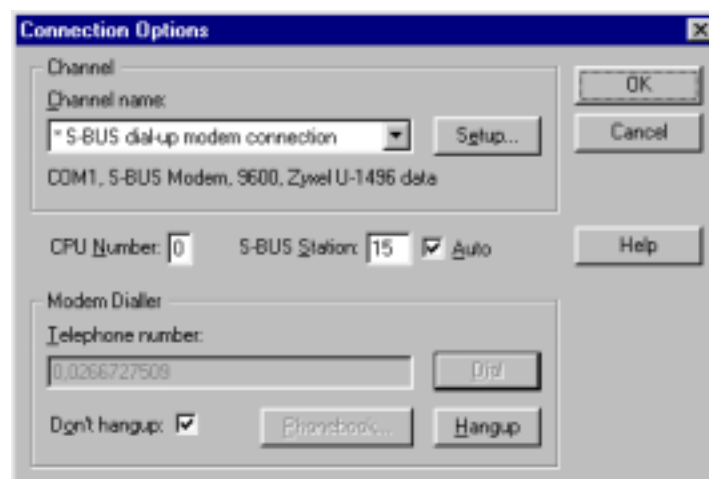 Connection Options
Channel
OK
Channel name:
* S-BUS dial-up modem connection
Setup...
Cancel
COM1, S-BUS Modem, 9600, Zyxel U-1496 data
CPU Number: 0 S-BUS Station: 15 Auto
Help
Modem Dialler
Telephone number:
0,0266727509
Dial
Don't hangup:
Phonebook...
Hangup